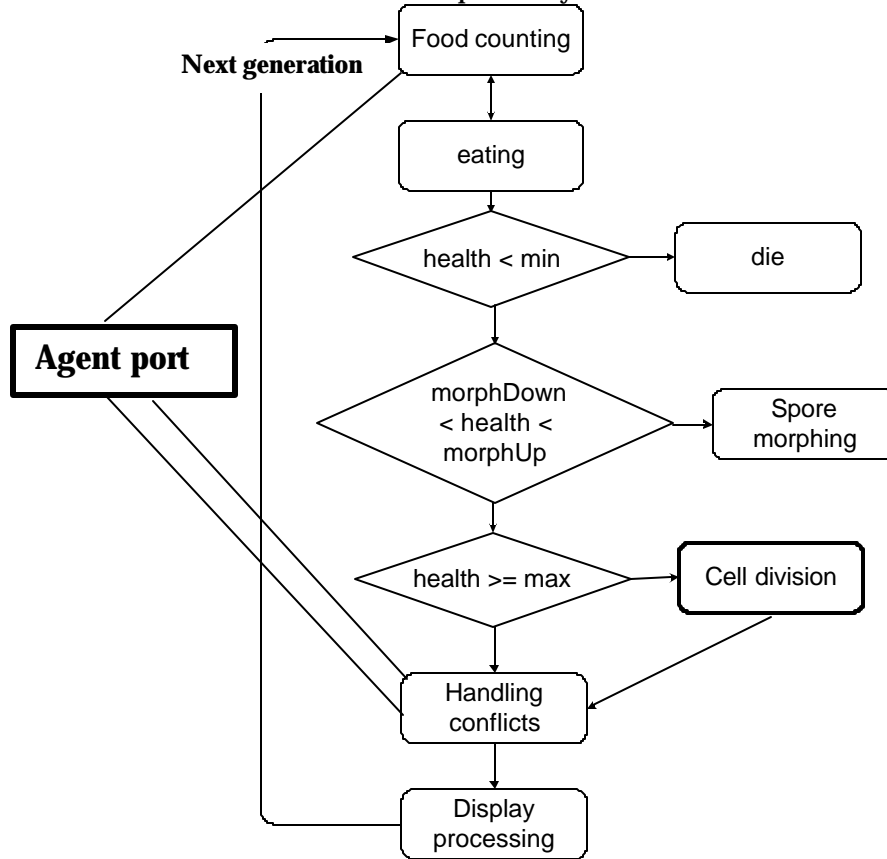 Food counting
Next generation
eating
health < min
die
Agent port
morphDown
< health <
morphUp
Spore
morphing
health >= max
Cell division
Handling
conflicts
Display
processing